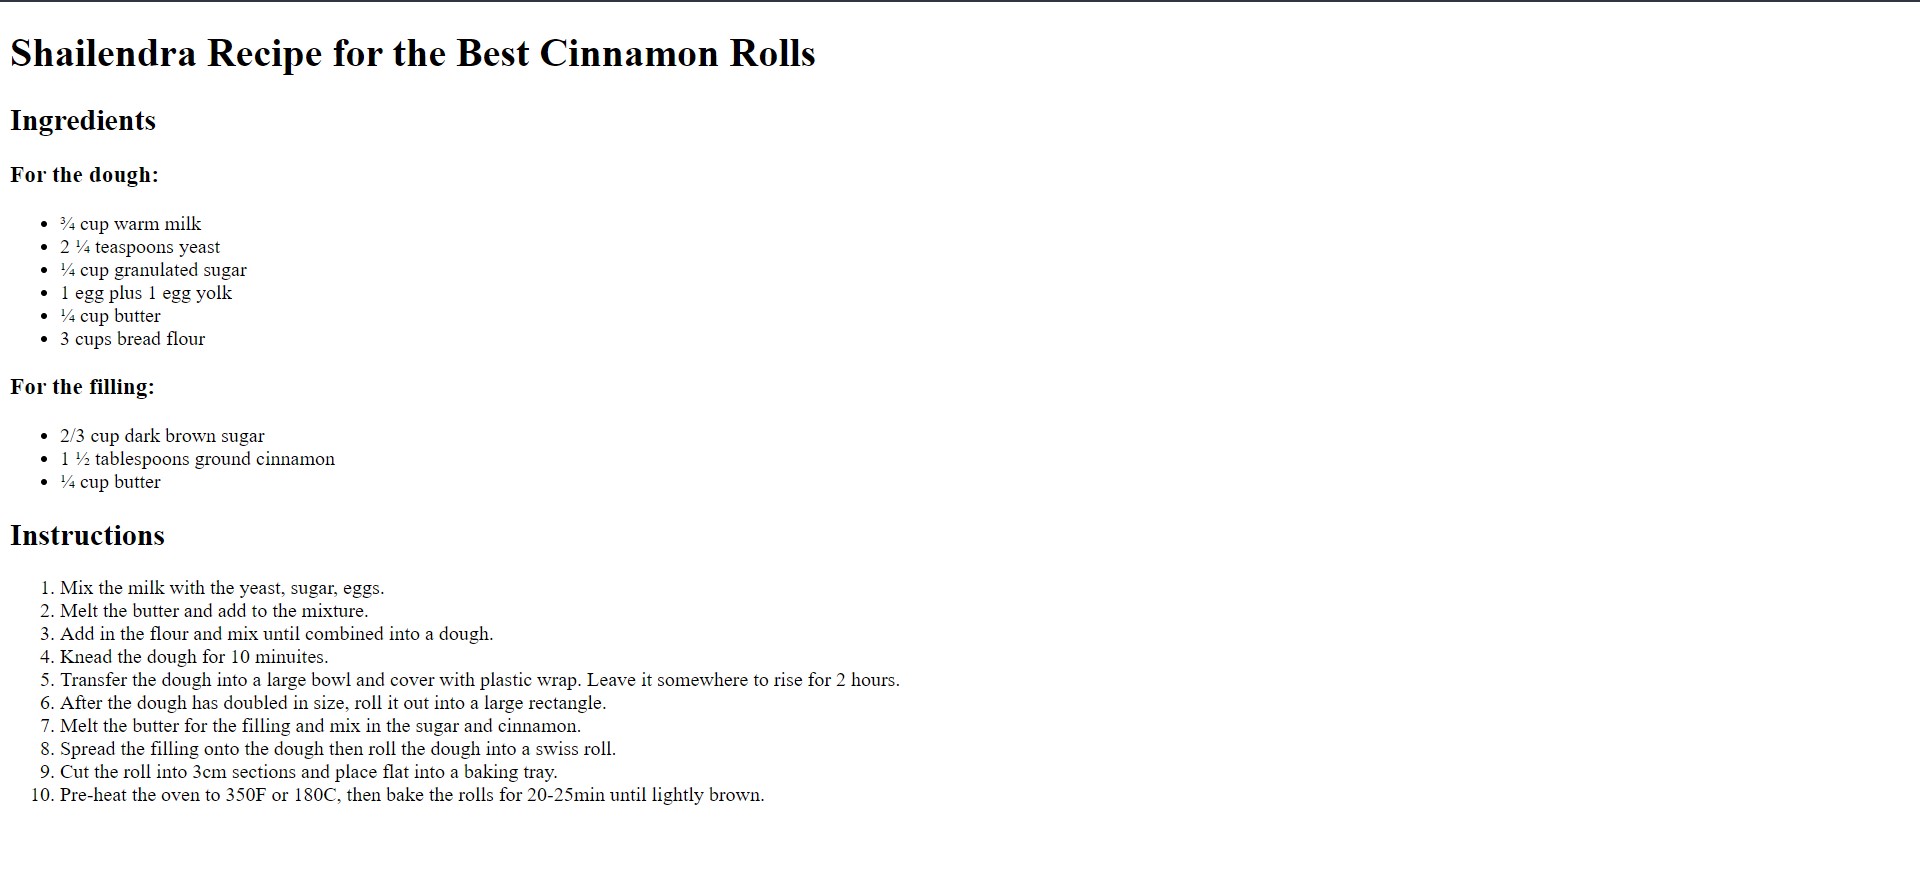 Shailendra Recipe for the Best Cinnamon Rolls
Ingredients
For the dough:
• ¾ cup warm milk
• 2 ¼ teaspoons yeast
• ¼ cup granulated sugar
• 1 egg plus 1 egg yolk
• ¼ cup butter
• 3 cups bread flour
For the filling:
• 2/3 cup dark brown sugar
• 1 ½ tablespoons ground cinnamon
• ¼ cup butter
Instructions
1. Mix the milk with the yeast, sugar, eggs.
2. Melt the butter and add to the mixture.
3. Add in the flour and mix until combined into a dough.
4. Knead the dough for 10 minuites.
5. Transfer the dough into a large bowl and cover with plastic wrap. Leave it somewhere to rise for 2 hours.
6. After the dough has doubled in size, roll it out into a large rectangle.
7. Melt the butter for the filling and mix in the sugar and cinnamon.
8. Spread the filling onto the dough then roll the dough into a swiss roll.
9. Cut the roll into 3cm sections and place flat into a baking tray.
10. Pre-heat the oven to 350F or 180C, then bake the rolls for 20-25min until lightly brown.